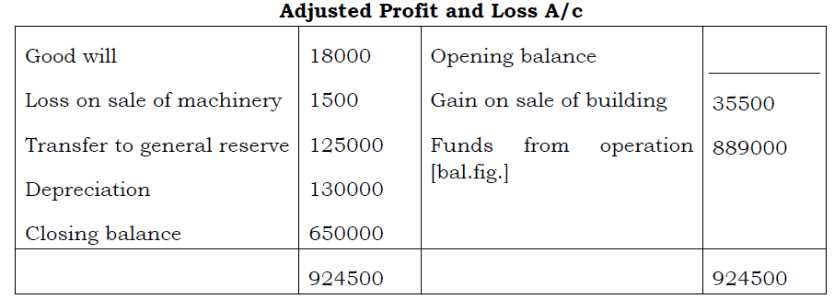 Adjusted Profit and Loss A/c
Good will 18000 Opening balance
Loss on sale of machinery 1500 Gain on sale of building 35500
Transfer to general reserve 125000 Funds from operation 889000
[bal.fig.]
Depreciation 130000
Closing balance 650000
924500 924500